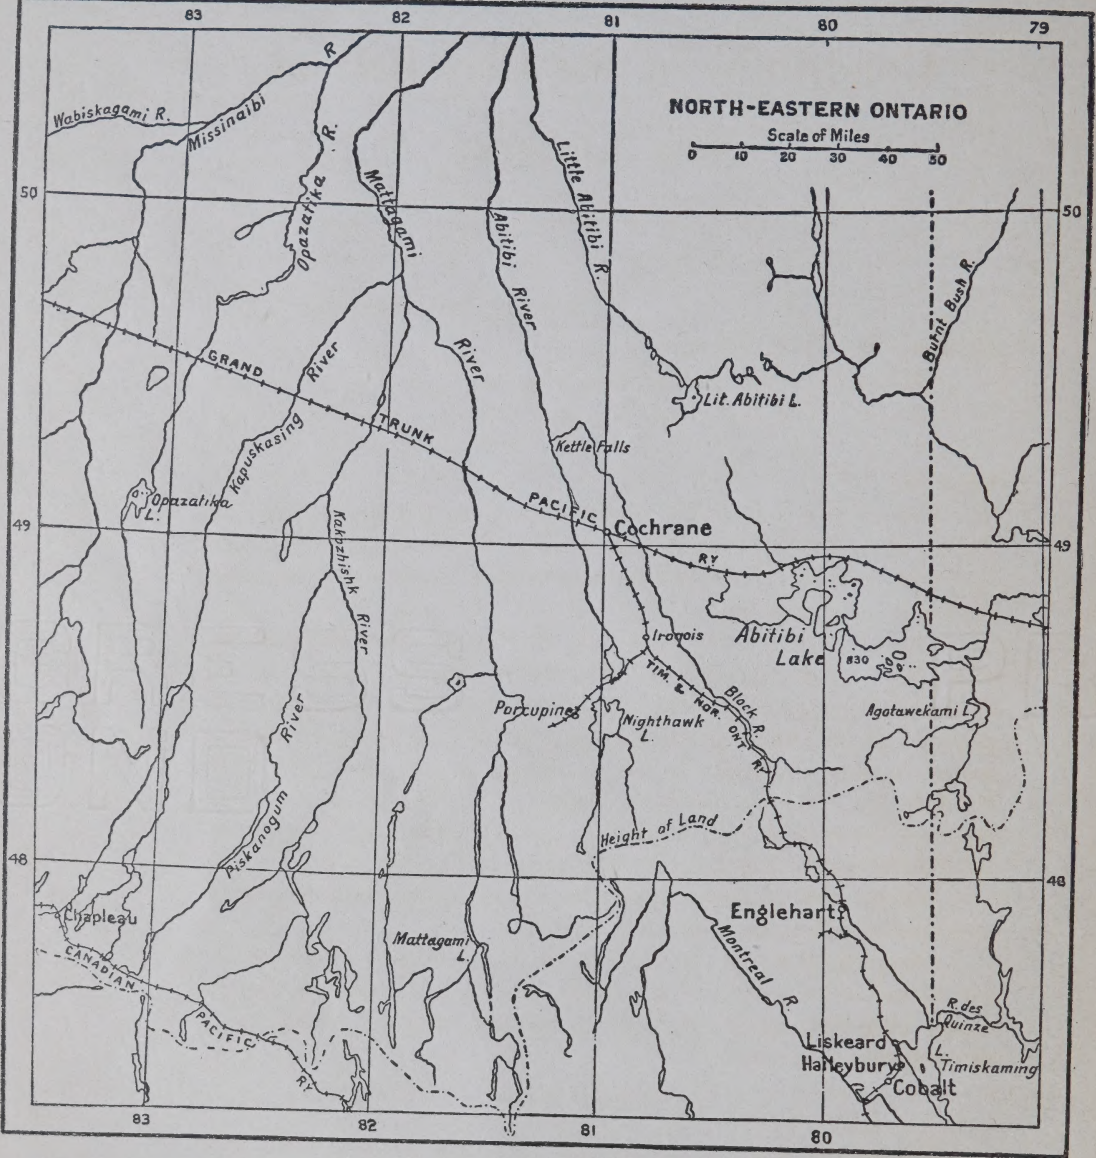 83 82 81 80 79
NORTH-EASTERN ONTARIO
Scale of Miles
0 10 20 30 40 50
Wabiskagami R.
Missinaibi R
Opazatika R.
Mattagami
River
Abitibi River
Little Abitibi R.
Burnt Bush R.
50 50
GRAND TRUNK PACIFIC RY
Kapuskasing River
Lit. Abitibi L.
Kettle Falls
Opazatika
L.
Cochrane
49 49
Kakozhishk River
Iroqois
Abitibi
Lake 830
TIM. & NOR. ONT R.
Block R.
Porcupine
Nighthawk
L.
Agotawekami L.
Piskanogum River
Height of Land
48 48
Chapleau
Englehart
Mattagami
L.
Montreal R.
CANADIAN PACIFIC RY
R. des
Quinze
Liskeard
Haileybury
L.
Timiskaming
Cobalt
83 82 81 80